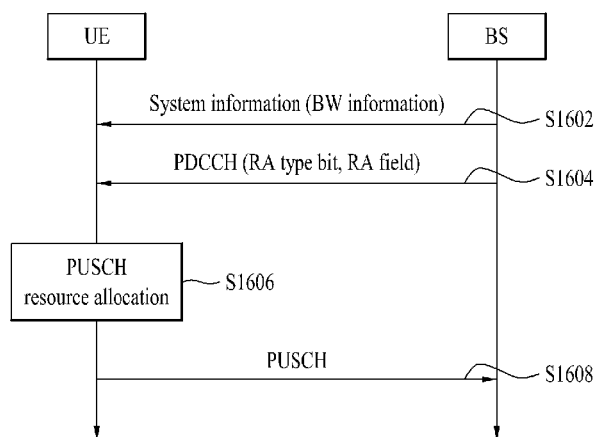 UE
BS
System information (BW information)
S1602
PDCCH (RA type bit, RA field)
S1604
PUSCH
resource allocation
S1606
PUSCH
S1608